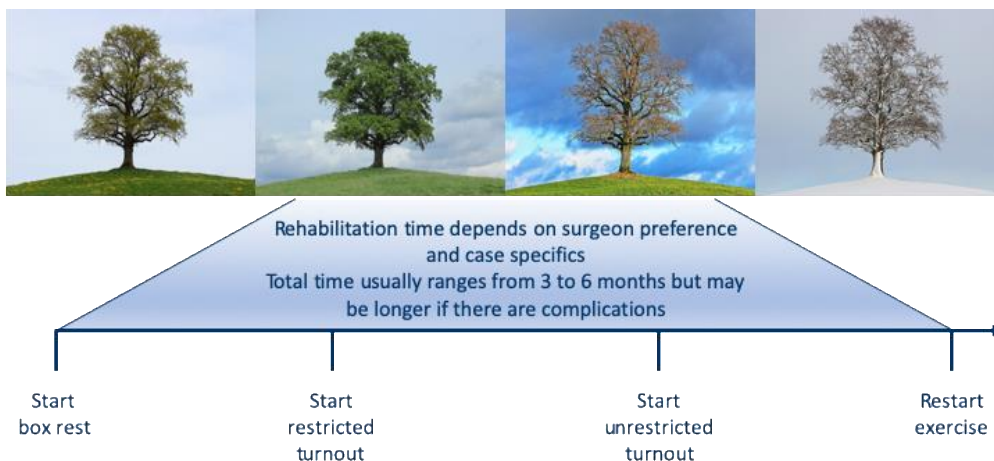 Rehabilitation time depends on surgeon preference
and case specifics
Total time usually ranges from 3 to 6 months but may
be longer if there are complications
Start
box rest
Start
restricted
turnout
Start
unrestricted
turnout
Restart
exercise